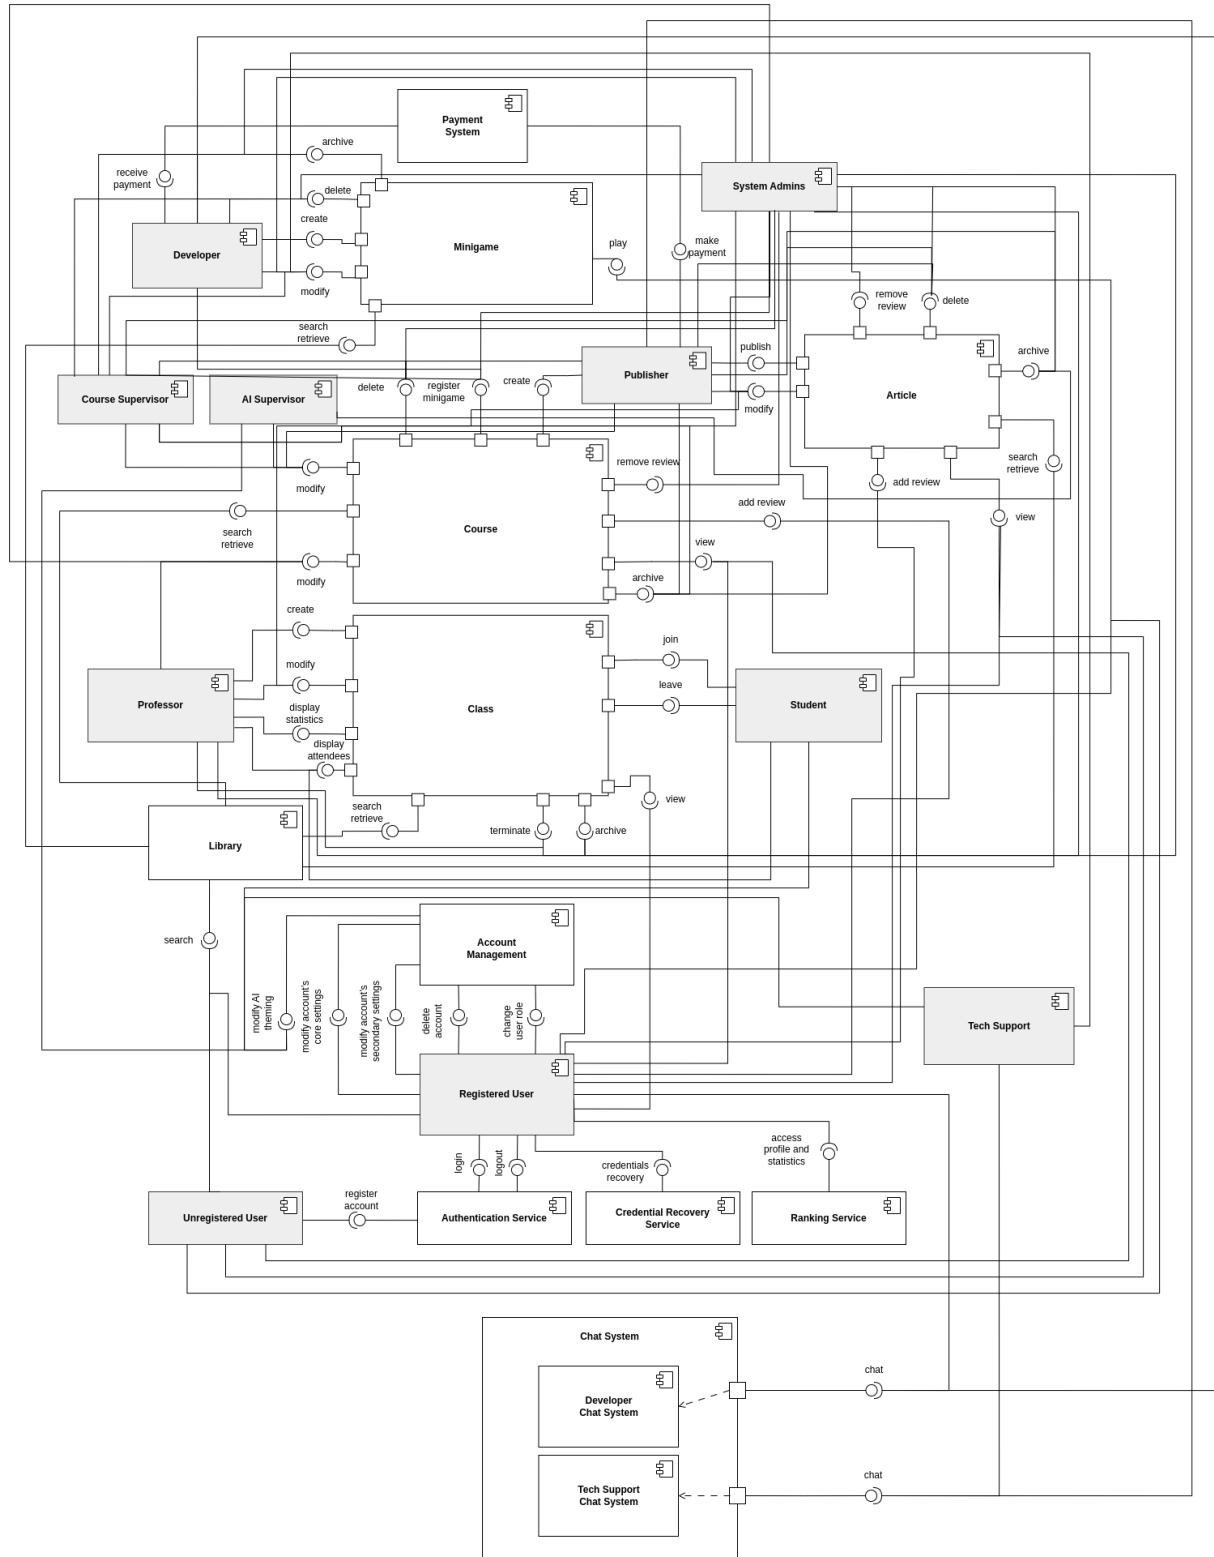 Payment
System
archive
receive
payment
delete
System Admins
create
Developer
Minigame
play
make
payment
modify
remove
review
delete
search
retrieve
publish
archive
Course Supervisor
AI Supervisor
delete
register
minigame
create
Publisher
modify
Article
modify
remove review
search
retrieve
add review
search
retrieve
Course
add review
view
view
modify
archive
create
join
modify
leave
Professor
display
statistics
Class
Student
display
attendees
search
retrieve
view
Library
terminate
archive
search
Account
Management
modify AI
theming
modify account's
core settings
modify account's
secondary settings
delete
account
change
user role
Tech Support
Registered User
login
logout
credentials
recovery
access
profile and
statistics
Unregistered User
register
account
Authentication Service
Credential Recovery
Service
Ranking Service
Chat System
chat
Developer
Chat System
chat
Tech Support
Chat System